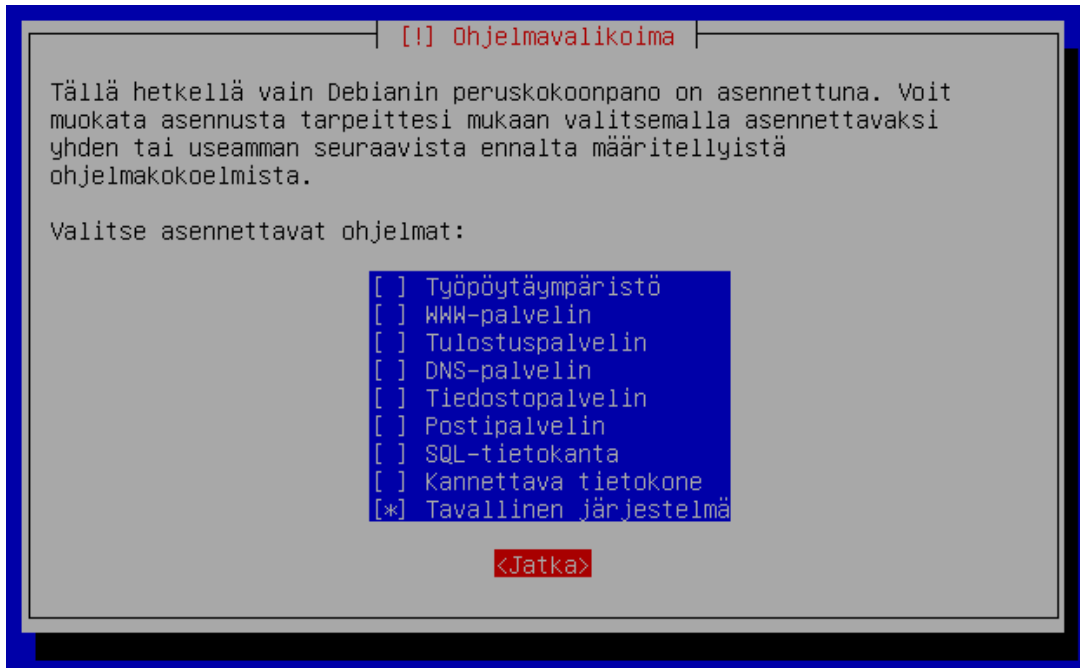 [!] Ohjelmavalikoima
Tällä hetkellä vain Debianin peruskokoonpano on asennettuna. Voit
muokata asennusta tarpeittesi mukaan valitsemalla asennettavaksi
yhden tai useamman seuraavista ennalta määritellyistä
ohjelmakokoelmista.
Valitse asennettavat ohjelmat:
[ ] Työpöytäympäristö
[ ] WWW-palvelin
[ ] Tulostuspalvelin
[ ] DNS-palvelin
[ ] Tiedostopalvelin
[ ] Postipalvelin
[ ] SQL-tietokanta
[ ] Kannettava tietokone
[*] Tavallinen järjestelmä
<Jatka>